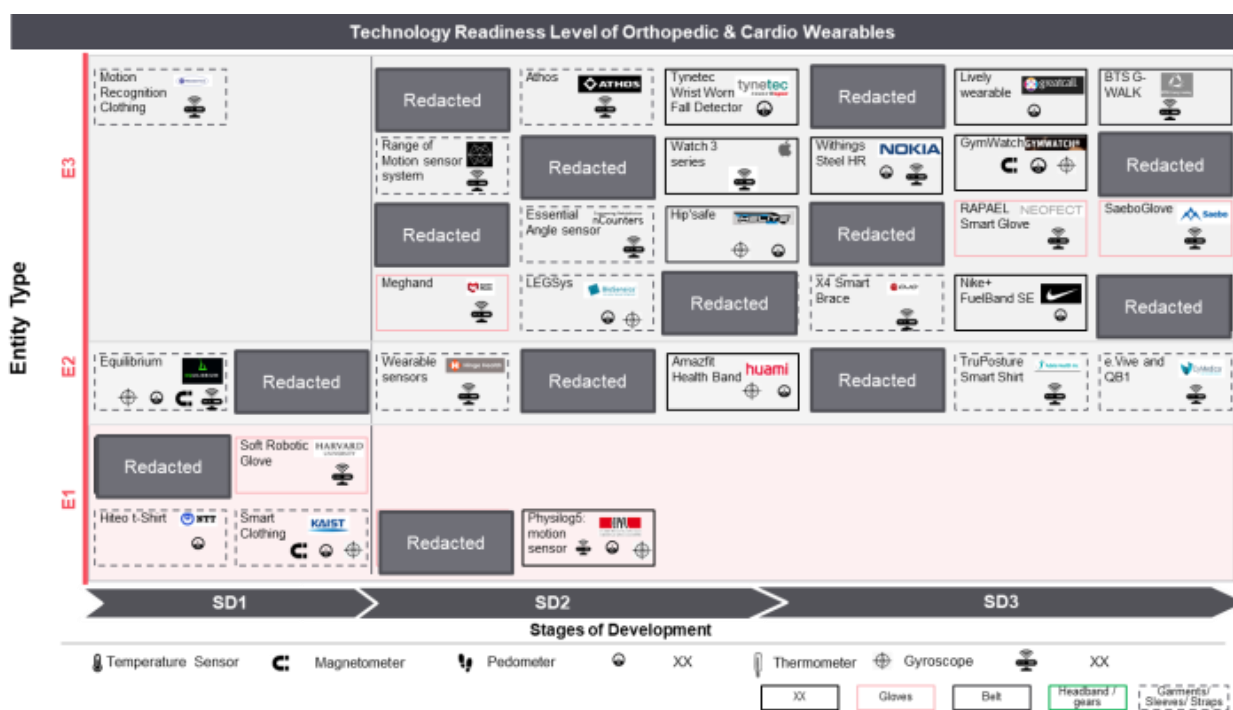 Technology Readiness Level of Orthopedic & Cardio Wearables
Entity Type
E3
Motion
Recognition
Clothing
Redacted
Athos
ATHOS
Tynetec
Wrist Worn
Fall Detector
tynetec
Redacted
Lively
wearable
greatcall
BTS G-
WALK
Range of
Motion sensor
system
Redacted
Watch 3
series
Withings
Steel HR
NOKIA
GymWatch
GYMWATCH
Redacted
Redacted
Essential
Angle sensor
nCounters
Hip'safe
HELITE
Redacted
RAPAEL
Smart Glove
NEOFECT
SaeboGlove
Saebo
Meghand
LEGSys
BioSensics
Redacted
X4 Smart
Brace
Nike+
FuelBand SE
Redacted
E2
Equilibrium
Redacted
Wearable
sensors
Hinge Health
Redacted
Amazfit
Health Band
huami
Redacted
TruPosture
Smart Shirt
e.Vive and
QB1
E1
Redacted
Soft Robotic
Glove
HARVARD
UNIVERSITY
Hiteo t-Shirt
NTT
Smart
Clothing
KAIST
Redacted
Physilog5:
motion
sensor
SD1
SD2
SD3
Stages of Development
Temperature Sensor
Magnetometer
Pedometer
XX
Thermometer
Gyroscope
XX
XX
Gloves
Belt
Headband /
gears
Garments/
Sleeves/ Straps